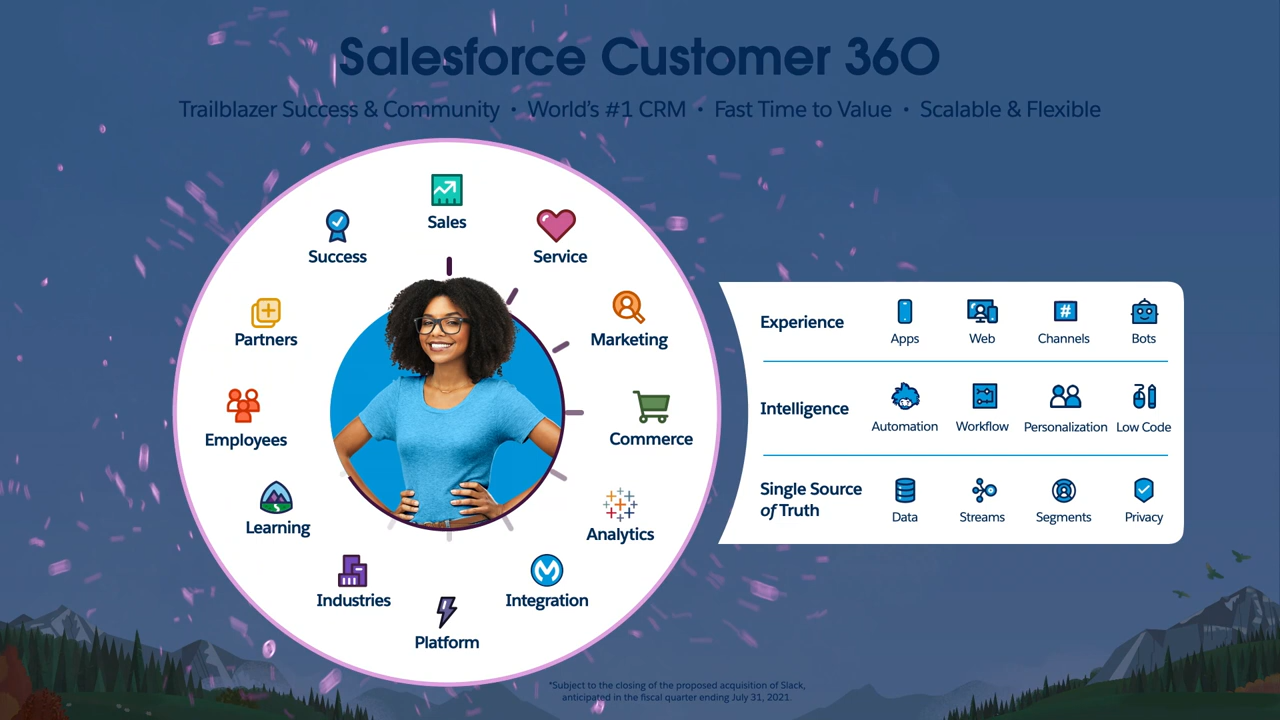 Salesforce Customer 360
Trailblazer Success & Community • World's #1 CRM • Fast Time to Value • Scalable & Flexible
Sales
Service
Marketing
Commerce
Analytics
Integration
Platform
Industries
Learning
Employees
Partners
Success
Experience
Apps
Web
#
Channels
Bots
Intelligence
Automation
Workflow
Personalization
Low Code
Single Source
of Truth
Data
Streams
Segments
Privacy
*Subject to the closing of the proposed acquisition of Slack,
anticipated in the fiscal quarter ending July 31, 2021.